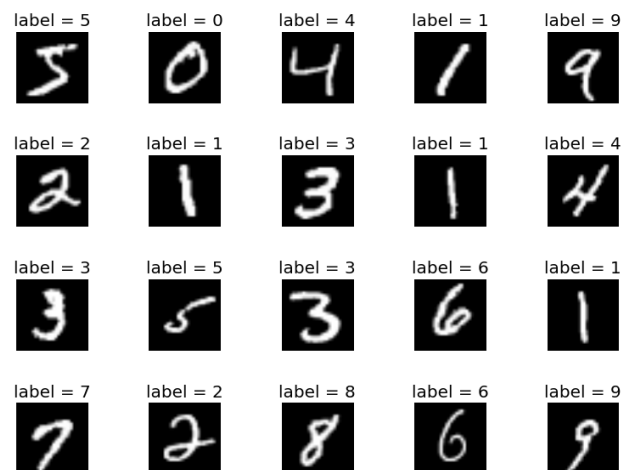 label = 5 label = 0 label = 4 label = 1 label = 9
5 0 4 1 9
label = 2 label = 1 label = 3 label = 1 label = 4
2 1 3 1 4
label = 3 label = 5 label = 3 label = 6 label = 1
3 5 3 6 1
label = 7 label = 2 label = 8 label = 6 label = 9
7 2 8 6 9